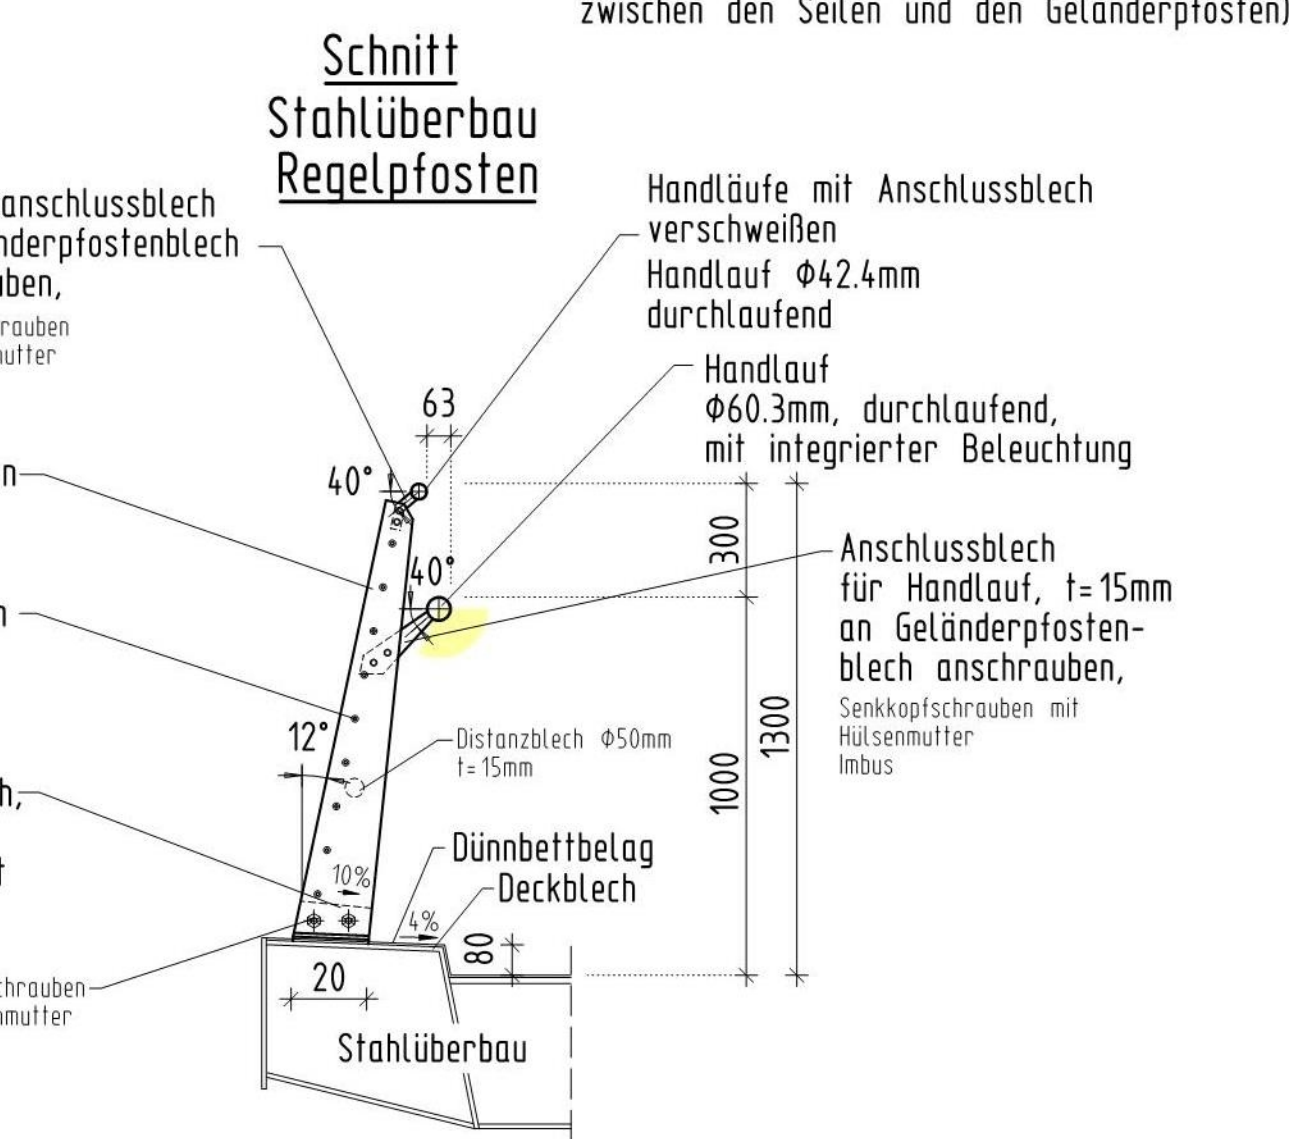 zwischen den Seilen und den Geländerpfosten)
Schnitt
Stahlüberbau
Regelpfosten
anschlussblech
nderpfostenblech
uben,
rauben
nutter
Handläufe mit Anschlussblech
verschweißen
Handlauf Φ42.4mm
durchlaufend
Handlauf
Φ60.3mm, durchlaufend,
mit integrierter Beleuchtung
63
40°
n
300
40°
Anschlussblech
für Handlauf, t=15mm
an Geländerpfosten-
blech anschrauben,
Senkkopfschrauben mit
Hülsenmutter
Imbus
1300
1000
12°
Distanzblech Φ50mm
t=15mm
h,
t
10%
Dünnbettbelag
Deckblech
4%
80
20
chrauben
nmutter
Stahlüberbau